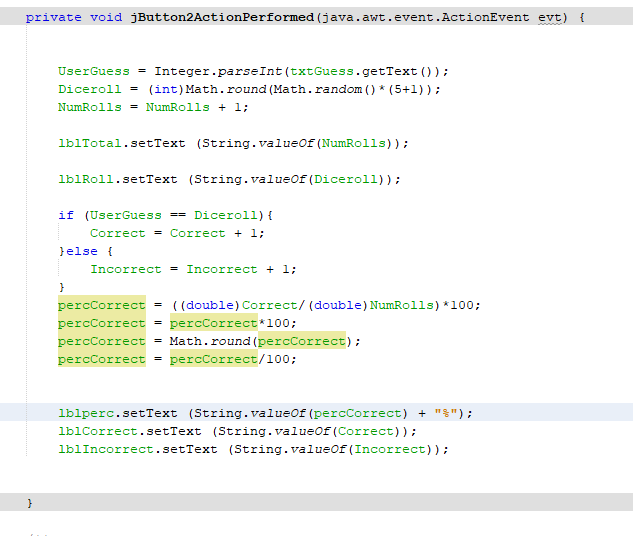 private void jButton2ActionPerformed(java.awt.event.ActionEvent evt) {
UserGuess = Integer.parseInt(txtGuess.getText());
Diceroll = (int)Math.round(Math.random()*(5+1));
NumRolls = NumRolls + 1;
lblTotal.setText (String.valueOf(NumRolls));
lblRoll.setText (String.valueOf(Diceroll));
if (UserGuess == Diceroll){
Correct = Correct + 1;
}else {
Incorrect = Incorrect + 1;
}
percCorrect = ((double)Correct/(double)NumRolls)*100;
percCorrect = percCorrect*100;
percCorrect = Math.round(percCorrect);
percCorrect = percCorrect/100;
lblperc.setText (String.valueOf(percCorrect) + "%");
lblCorrect.setText (String.valueOf(Correct));
lblIncorrect.setText (String.valueOf(Incorrect));
}